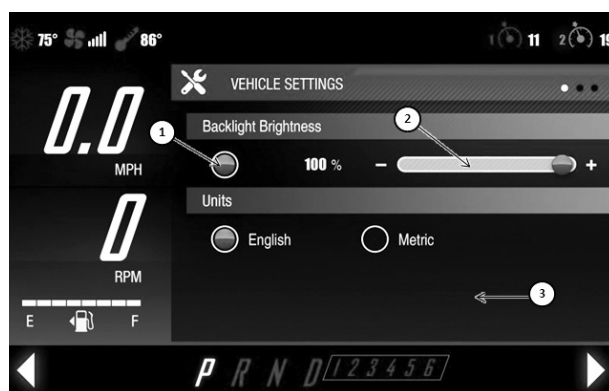 75° 86° 1 11 2 19
VEHICLE SETTINGS
0.0
MPH
Backlight Brightness
1
2
100 % − +
Units
English Metric
0
RPM
3
E F
P R N D 1 2 3 4 5 6